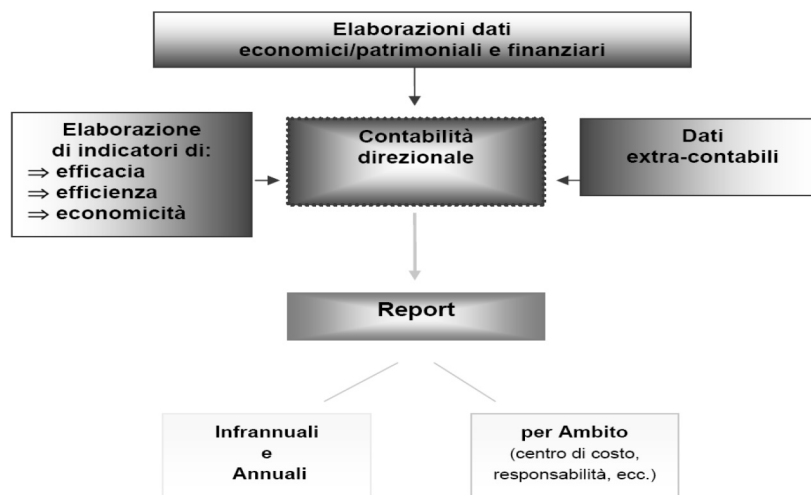 Elaborazioni dati
economici/patrimoniali e finanziari
Elaborazione
di indicatori di:
⇒ efficacia
⇒ efficienza
⇒ economicità
Contabilità
direzionale
Dati
extra-contabili
Report
Infrannuali
e
Annuali
per Ambito
(centro di costo,
responsabilità, ecc.)